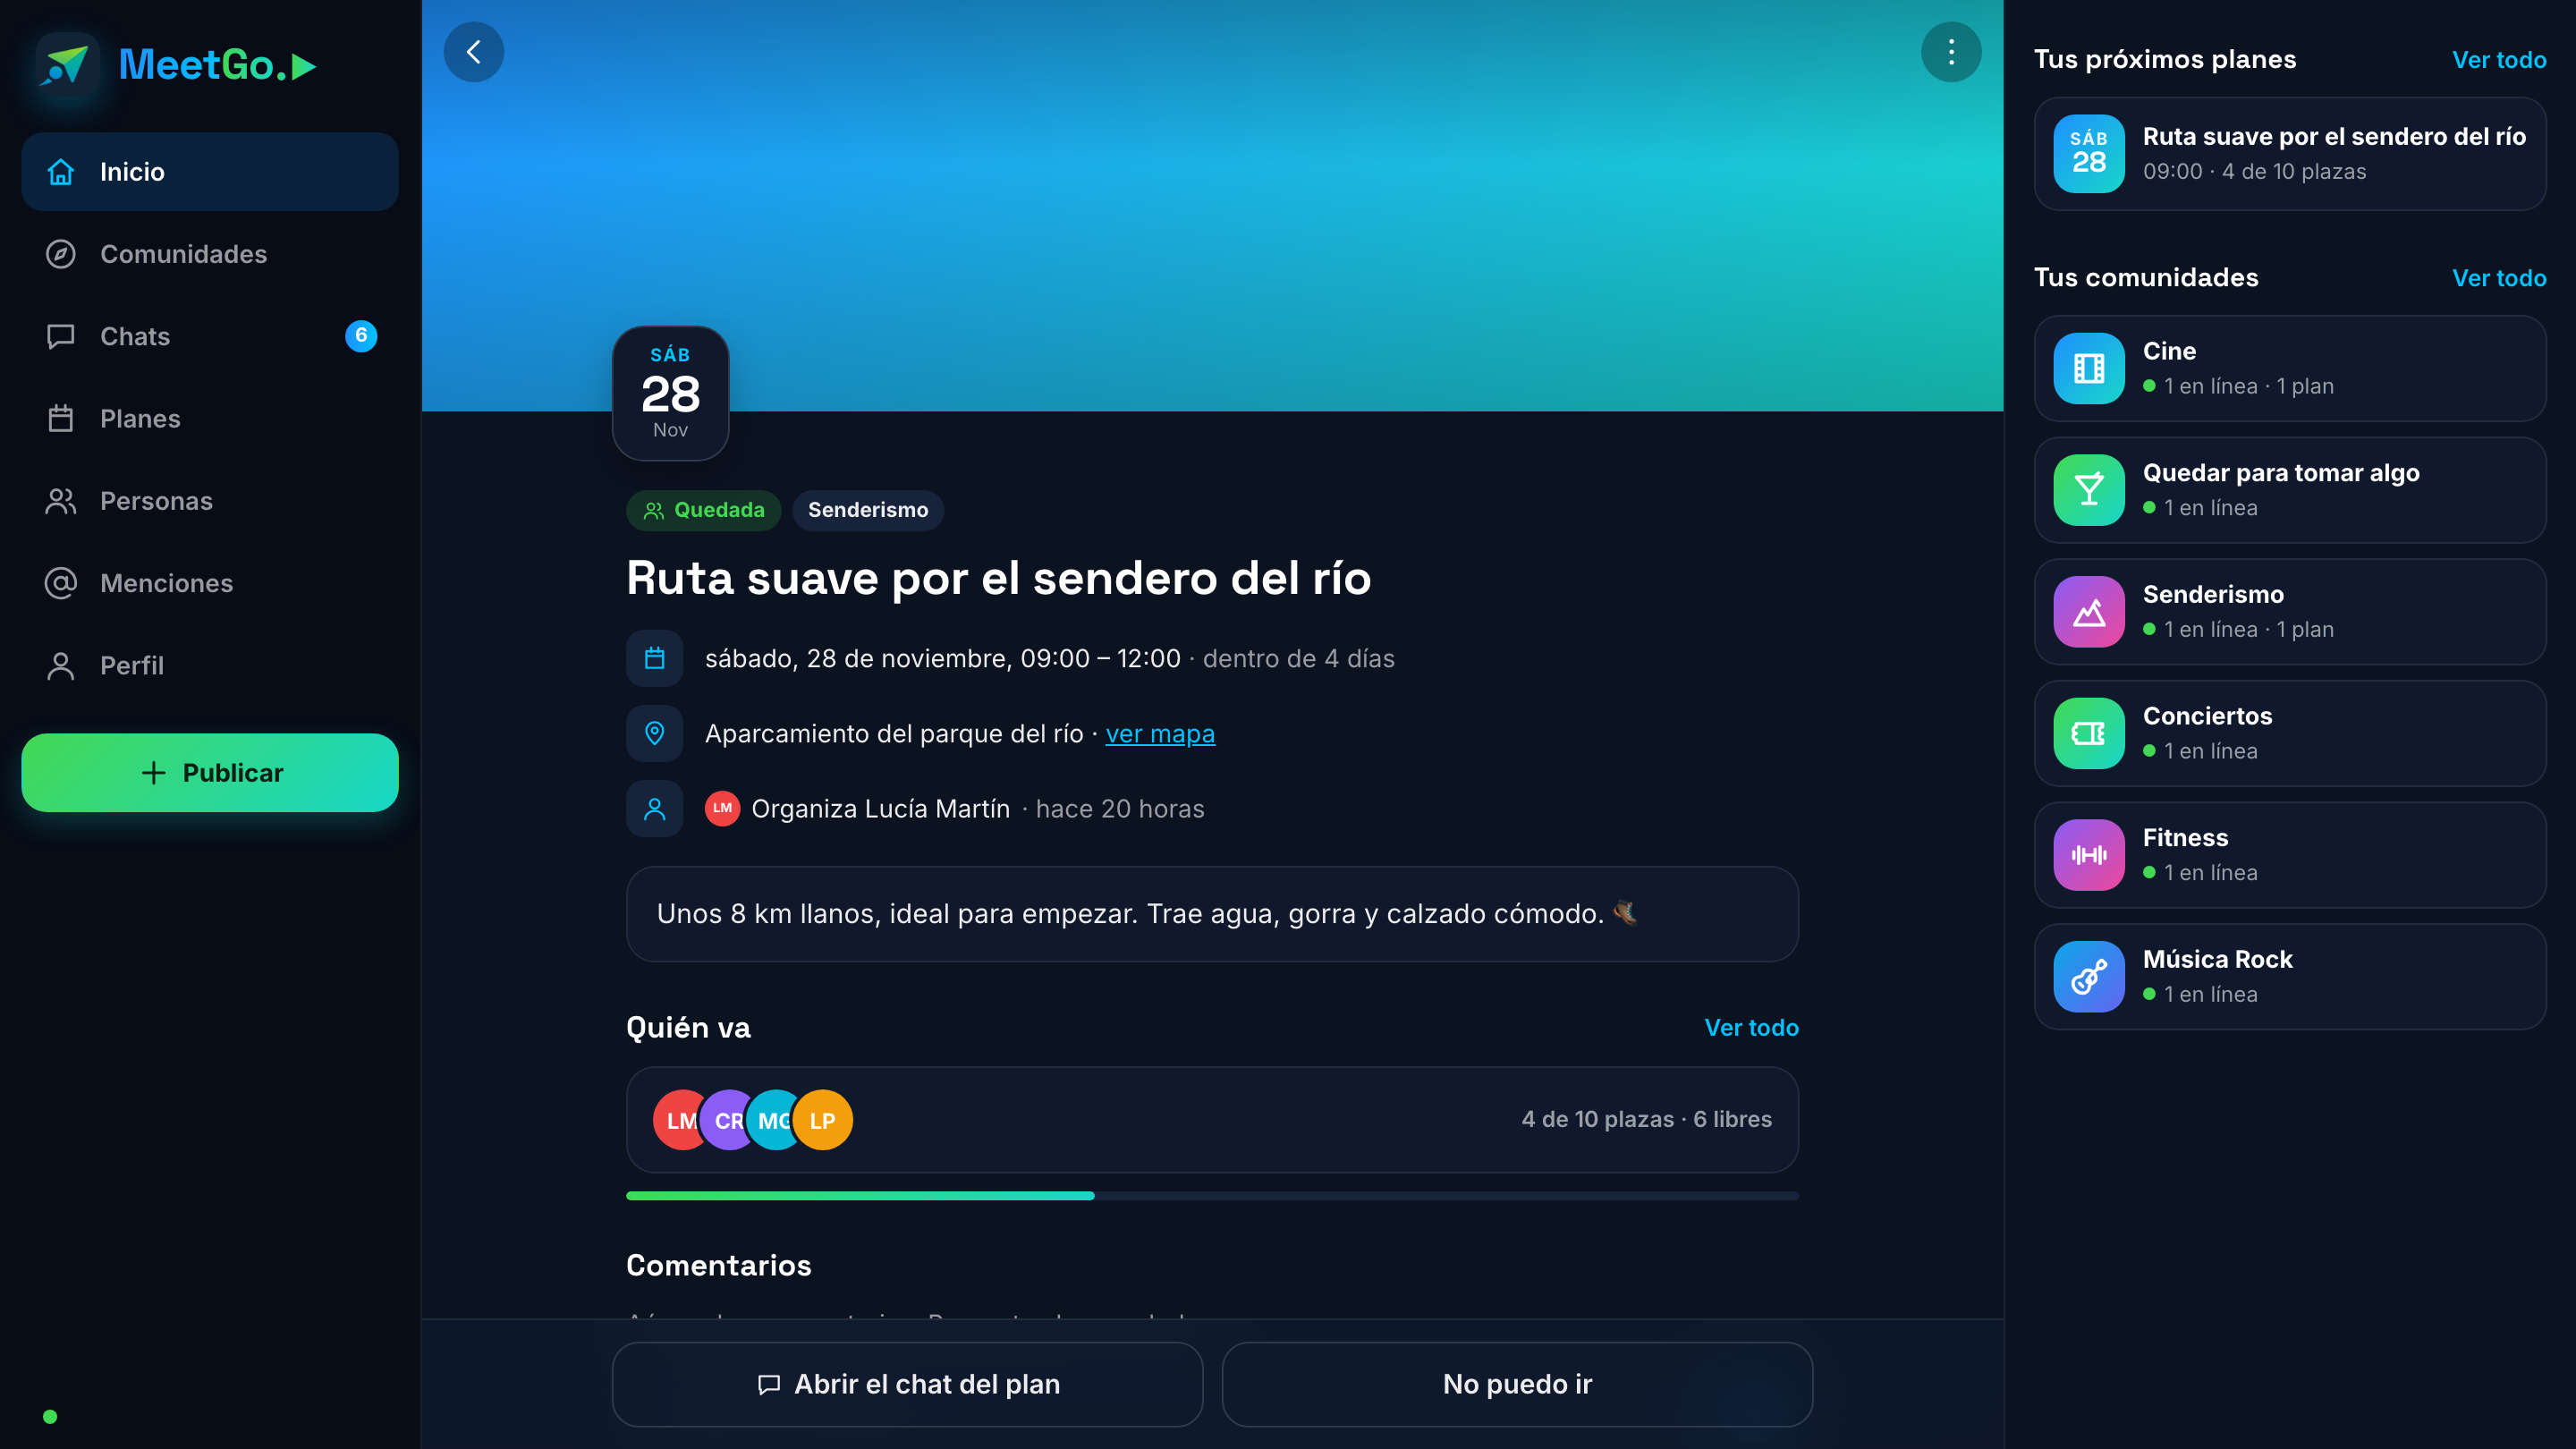 MeetGo.
Inicio
Comunidades
Chats
6
Planes
Personas
Menciones
Perfil
Publicar
SÁB
28
Nov
Quedada
Senderismo
Ruta suave por el sendero del río
sábado, 28 de noviembre, 09:00 – 12:00 · dentro de 4 días
Aparcamiento del parque del río · ver mapa
LM Organiza Lucía Martín · hace 20 horas
Unos 8 km llanos, ideal para empezar. Trae agua, gorra y calzado cómodo. 🥾
Quién va
Ver todo
LM CR MG LP
4 de 10 plazas · 6 libres
Comentarios
Abrir el chat del plan
No puedo ir
Tus próximos planes
Ver todo
SÁB
28
Ruta suave por el sendero del río
09:00 · 4 de 10 plazas
Tus comunidades
Ver todo
Cine
1 en línea · 1 plan
Quedar para tomar algo
1 en línea
Senderismo
1 en línea · 1 plan
Conciertos
1 en línea
Fitness
1 en línea
Música Rock
1 en línea